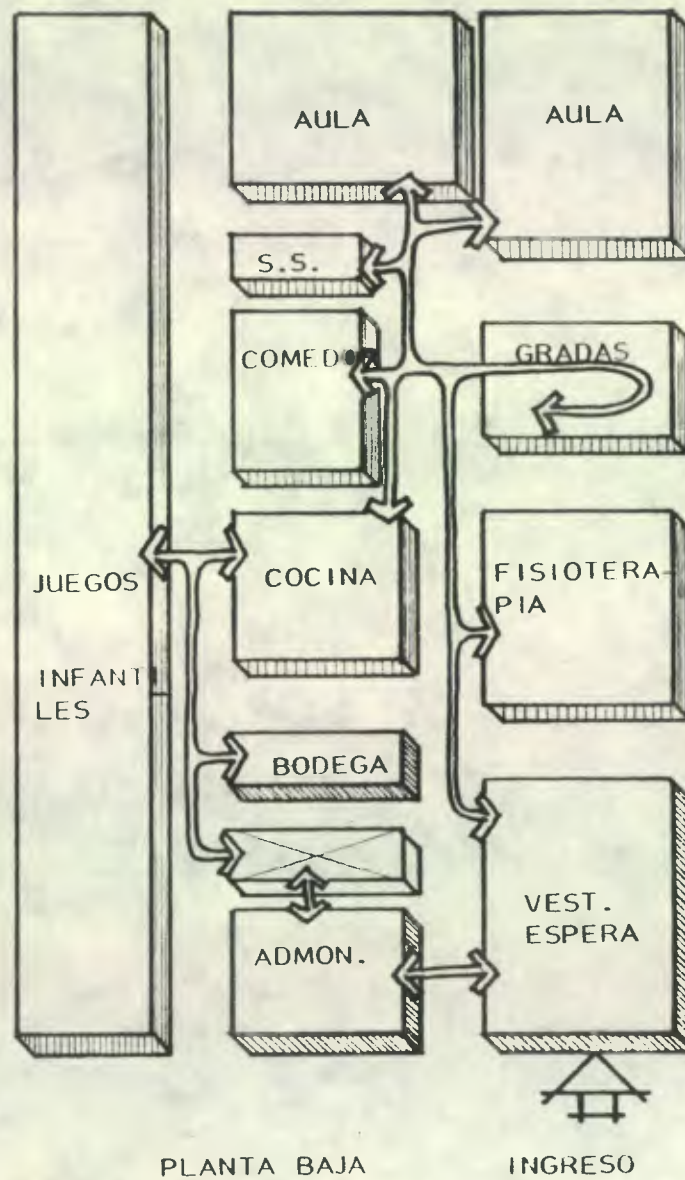 AULA
AULA
S.S.
COMEDOR
GRADAS
JUEGOS
INFANTI
LES
COCINA
FISIOTERA-
PIA
BODEGA
VEST.
ESPERA
ADMON.
PLANTA BAJA
INGRESO